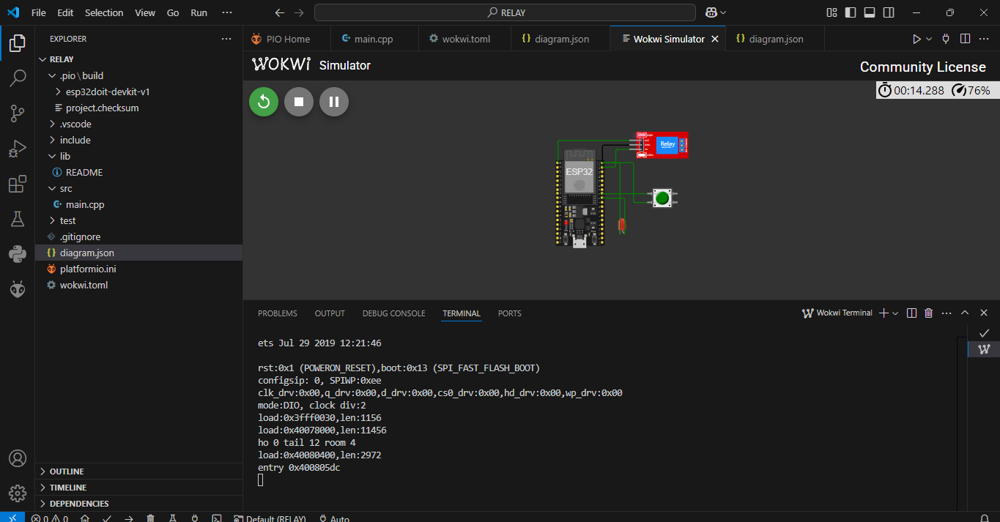 File Edit Selection View Go Run ··· RELAY
EXPLORER ···
RELAY
.pio\build
esp32doit-devkit-v1
project.checksum
.vscode
include
lib
README
src
main.cpp
test
.gitignore
diagram.json
platformio.ini
wokwi.toml
OUTLINE
TIMELINE
DEPENDENCIES
PIO Home main.cpp wokwi.toml {} diagram.json Wokwi Simulator {} diagram.json
WOKWI Simulator
Community License
00:14.288 76%
Relay
ESP32
PROBLEMS OUTPUT DEBUG CONSOLE TERMINAL PORTS
Wokwi Terminal
ets Jul 29 2019 12:21:46
rst:0x1 (POWERON_RESET),boot:0x13 (SPI_FAST_FLASH_BOOT)
configsip: 0, SPIWP:0xee
clk_drv:0x00,q_drv:0x00,d_drv:0x00,cs0_drv:0x00,hd_drv:0x00,wp_drv:0x00
mode:DIO, clock div:2
load:0x3fff0030,len:1156
load:0x40078000,len:11456
ho 0 tail 12 room 4
load:0x40080400,len:2972
entry 0x400805dc
0 0 Default (RELAY) Auto